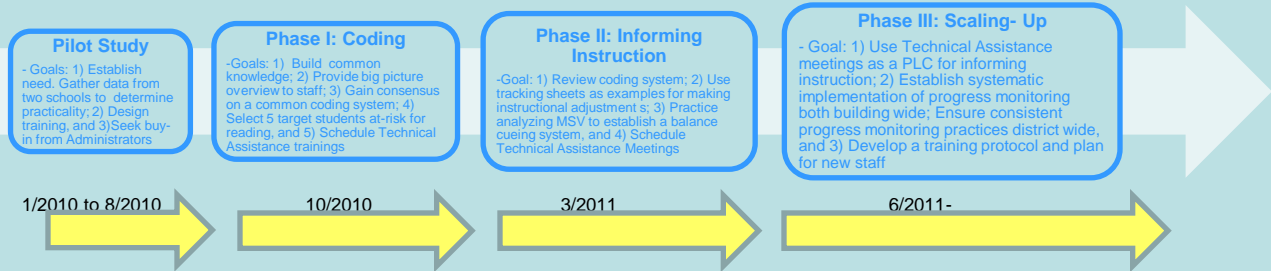 Pilot Study
- Goals: 1) Establish
need. Gather data from
two schools to determine
practicality; 2) Design
training, and 3)Seek buy-
in from Administrators
Phase I: Coding
-Goals: 1) Build common
knowledge; 2) Provide big picture
overview to staff; 3) Gain consensus
on a common coding system; 4)
Select 5 target students at-risk for
reading, and 5) Schedule Technical
Assistance trainings
Phase II: Informing
Instruction
-Goal: 1) Review coding system; 2) Use
tracking sheets as examples for making
instructional adjustment s; 3) Practice
analyzing MSV to establish a balance
cueing system, and 4) Schedule
Technical Assistance Meetings
Phase III: Scaling- Up
- Goal: 1) Use Technical Assistance
meetings as a PLC for informing
instruction; 2) Establish systematic
implementation of progress monitoring
both building wide; Ensure consistent
progress monitoring practices district wide,
and 3) Develop a training protocol and plan
for new staff
1/2010 to 8/2010
10/2010
3/2011
6/2011-